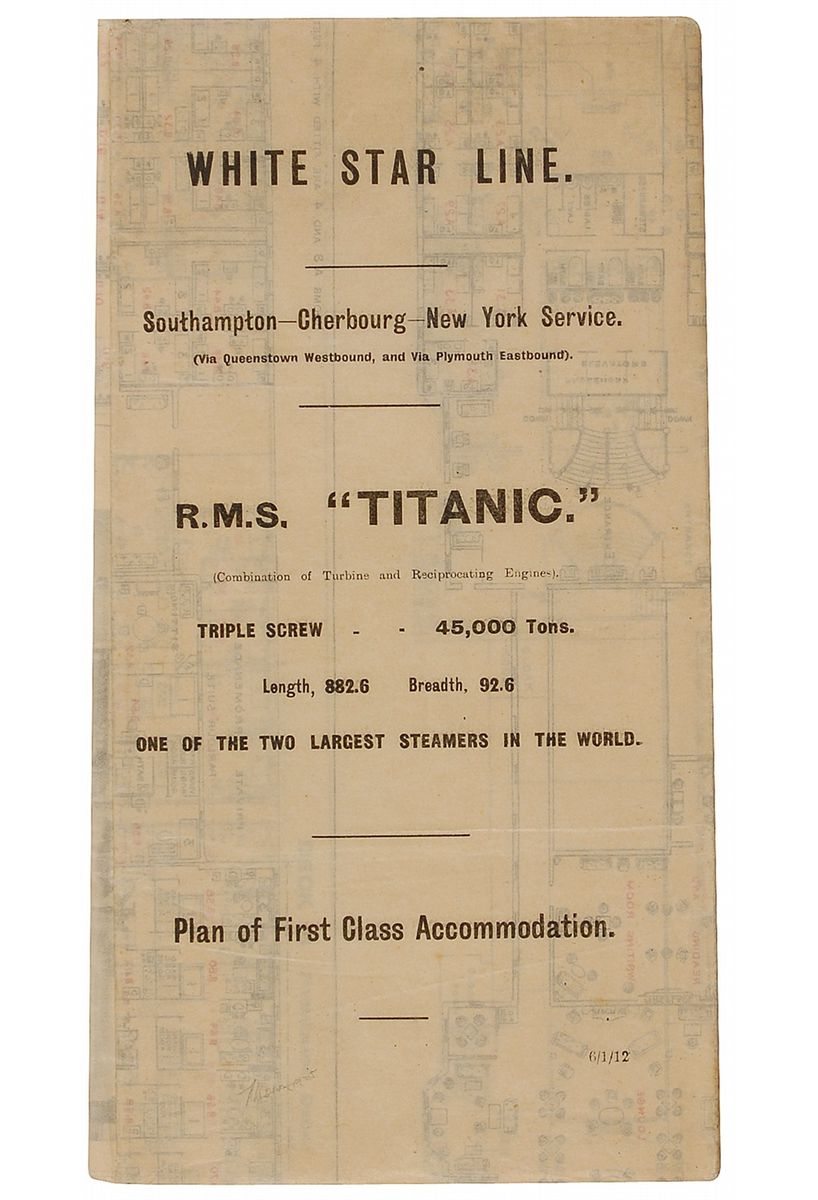 WHITE STAR LINE.
Southampton—Cherbourg—New York Service.
(Via Queenstown Westbound, and Via Plymouth Eastbound).
R.M.S. "TITANIC."
(Combination of Turbine and Reciprocating Engines).
TRIPLE SCREW - - 45,000 Tons.
Length, 882.6 Breadth, 92.6
ONE OF THE TWO LARGEST STEAMERS IN THE WORLD.
Plan of First Class Accommodation.
6/1/12